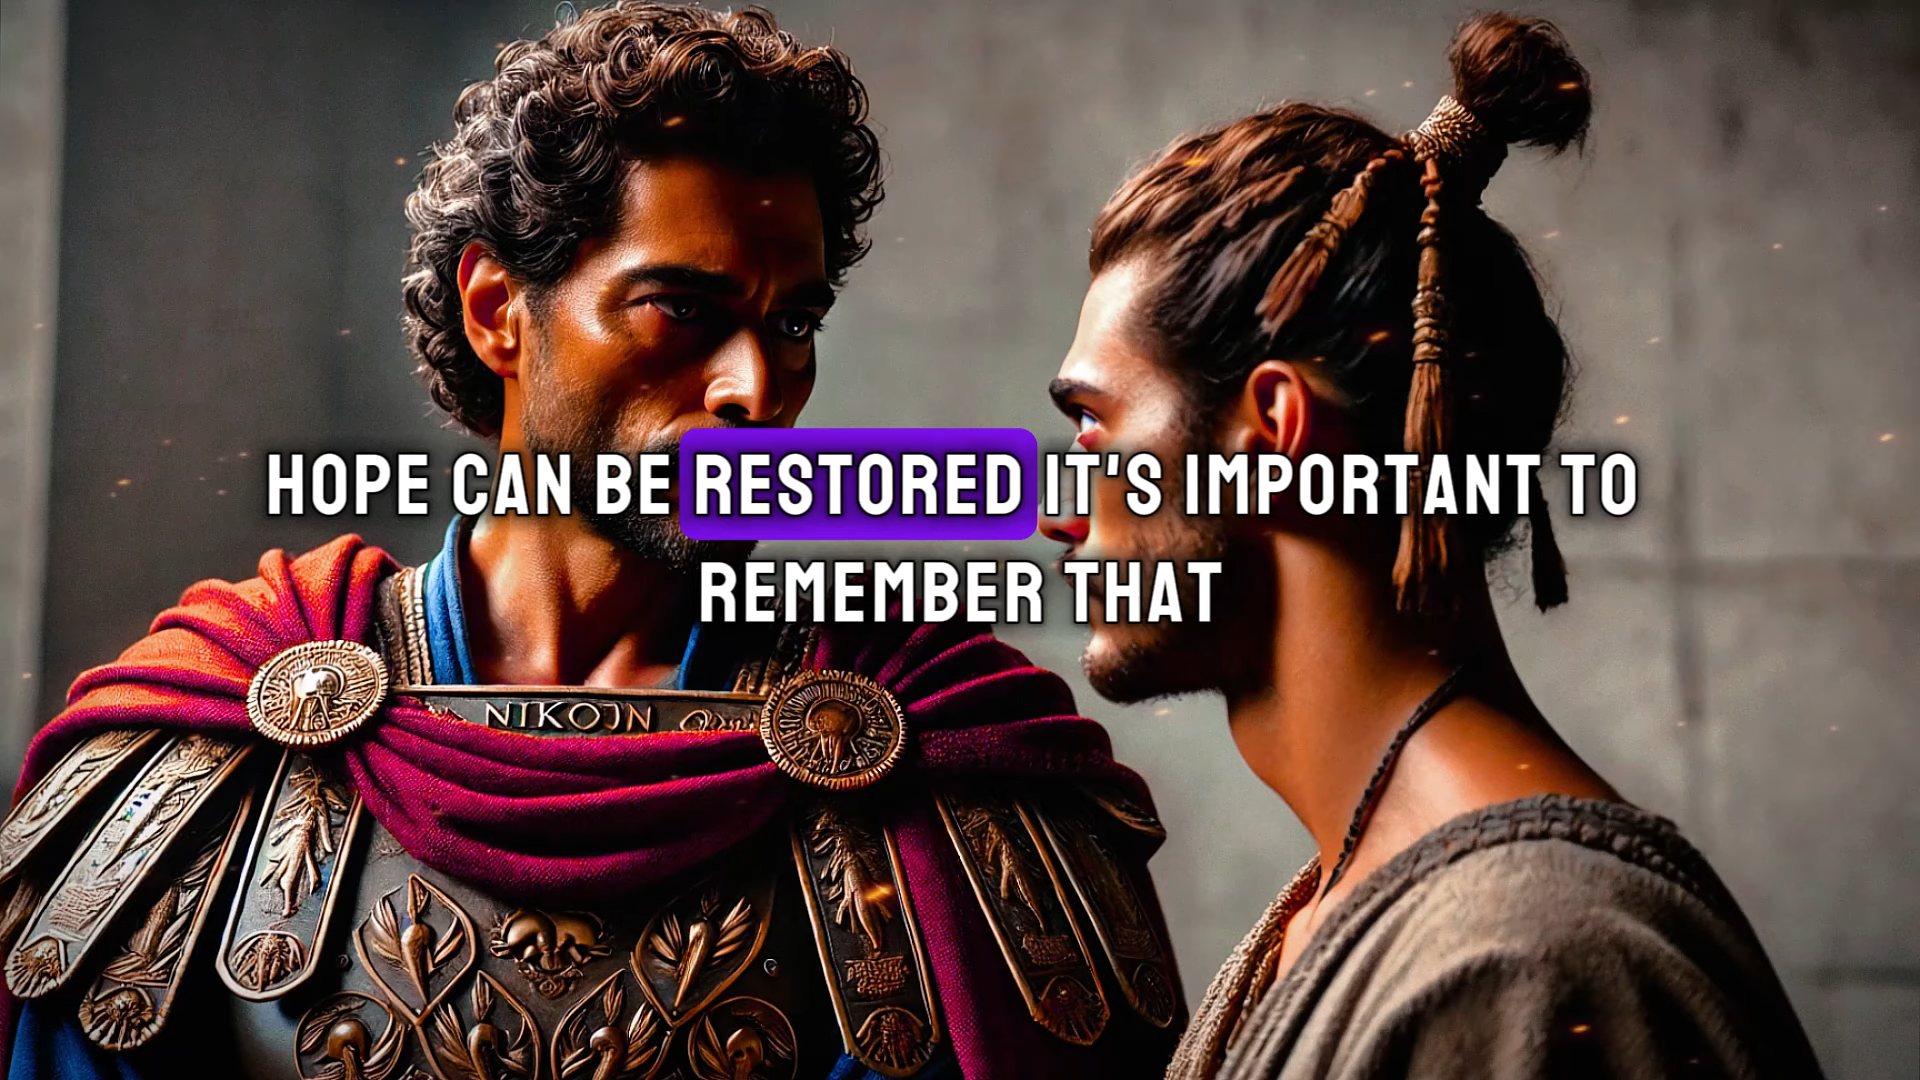 HOPE CAN BE RESTORED IT'S IMPORTANT TO
REMEMBER THAT
NIKOJN